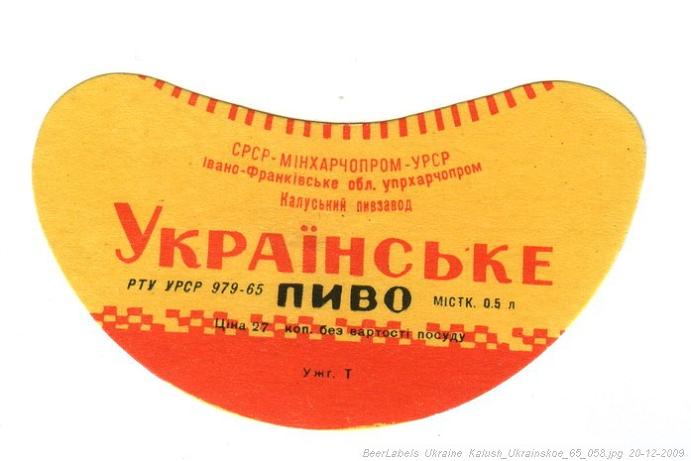 СРСР-МІНХАРЧОПРОМ-УРСР
Івано-Франківське обл. упрхарчопром
Калуський пивзавод
УКРАЇНСЬКЕ
РТУ УРСР 979-65 ПИВО МІСТК. 0.5 л
Ціна 27 коп. без вартості посуду
Ужг. Т
BeerLabels Ukraine Kalush_Ukrainskoe_65_058.jpg 20-12-2009